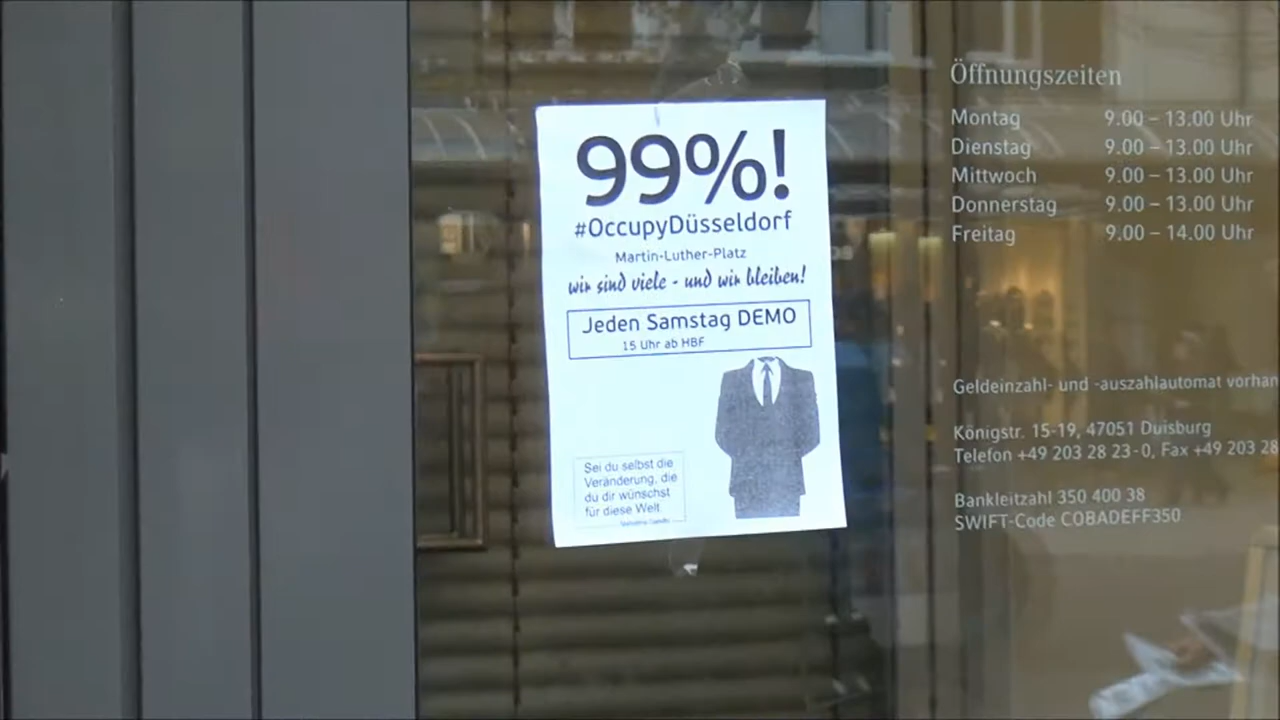 99%!
#OccupyDüsseldorf
Martin-Luther-Platz
wir sind viele - und wir bleiben!
Jeden Samstag DEMO
15 Uhr ab HBF
Sei du selbst die
Veränderung, die
du dir wünschst
für diese Welt
Öffnungszeiten
Montag 9.00 – 13.00 Uhr
Dienstag 9.00 – 13.00 Uhr
Mittwoch 9.00 – 13.00 Uhr
Donnerstag 9.00 – 13.00 Uhr
Freitag 9.00 – 14.00 Uhr
Geldeinzahl- und -auszahlautomat vorhan
Königstr. 15-19, 47051 Duisburg
Telefon +49 203 28 23-0, Fax +49 203 28
Bankleitzahl 350 400 38
SWIFT-Code COBADEFF350